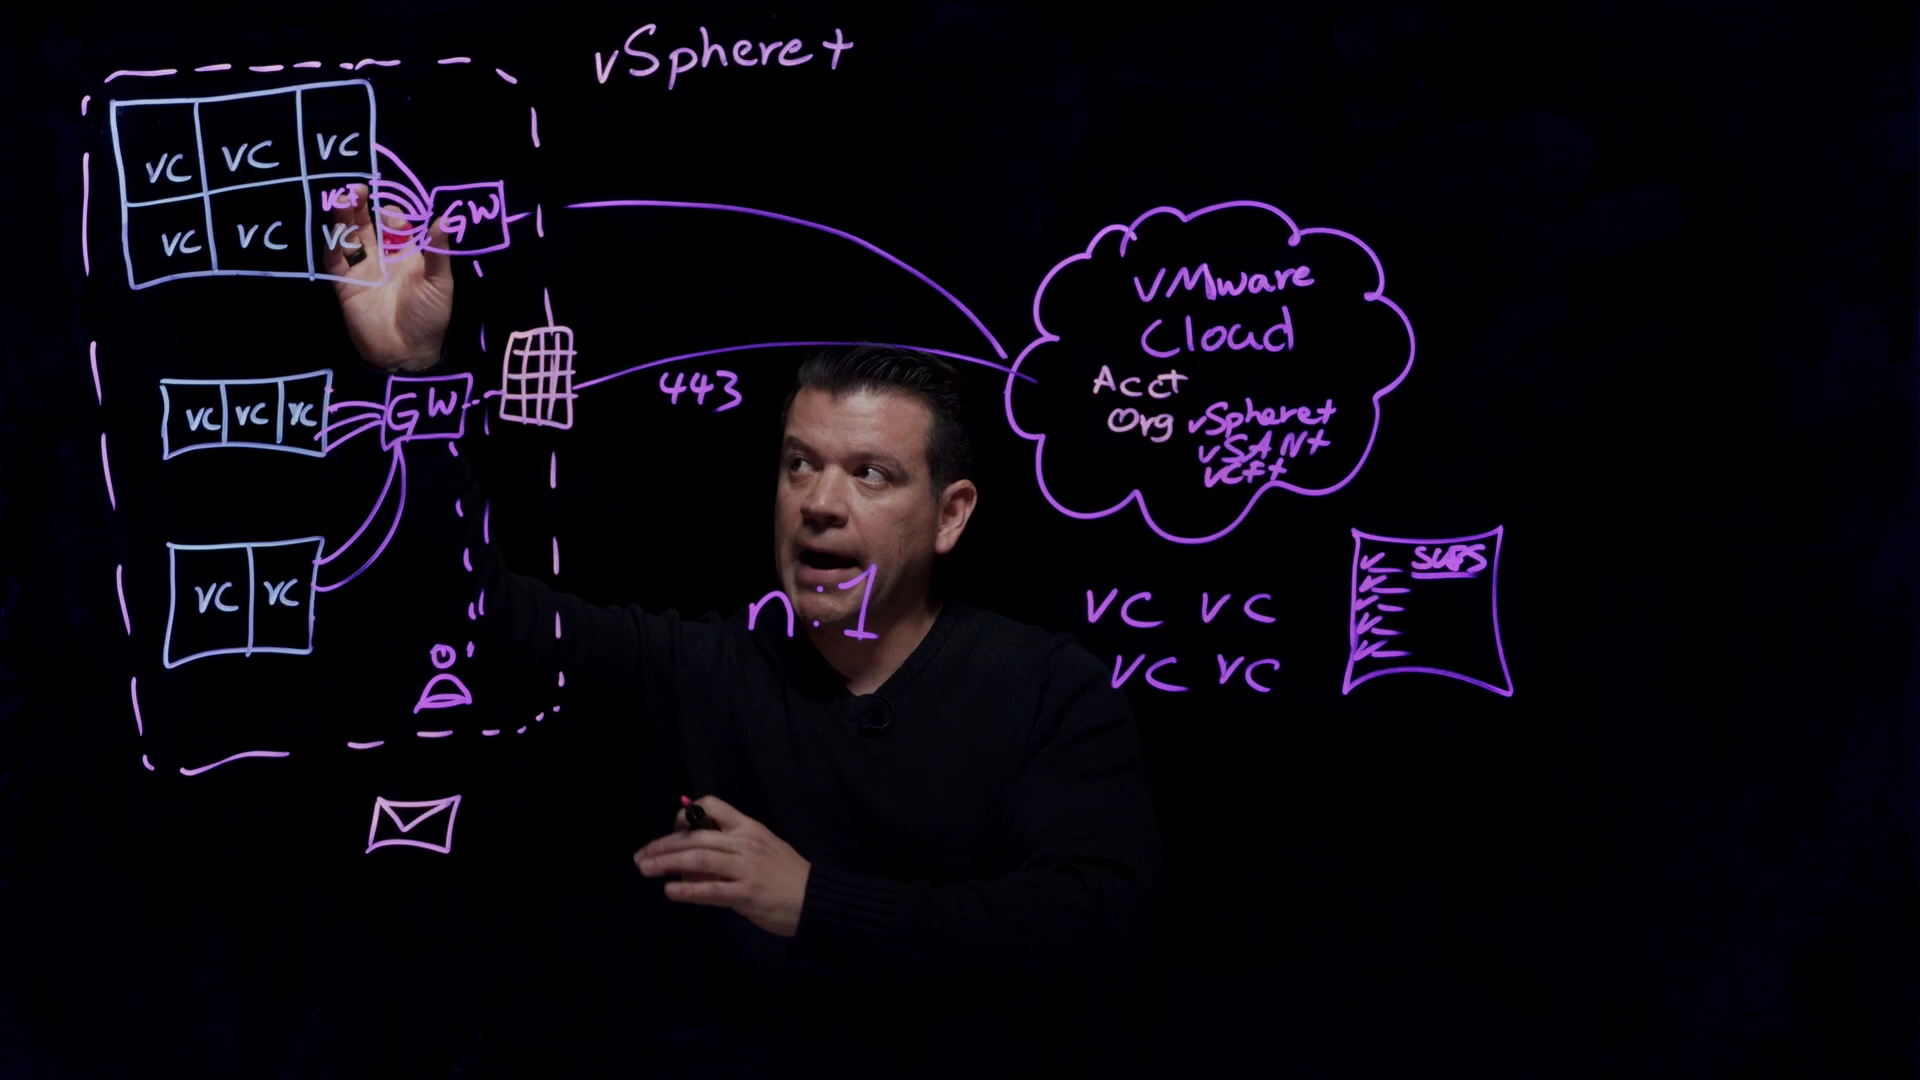 vSphere+
VC VC VC
VCF
VC VC VC
GW
VC VC VC
GW
443
VC VC
VMware
Cloud
Acct
Org
vSphere+
vSAN+
VCF+
n:1
VC VC
VC VC
SUBS